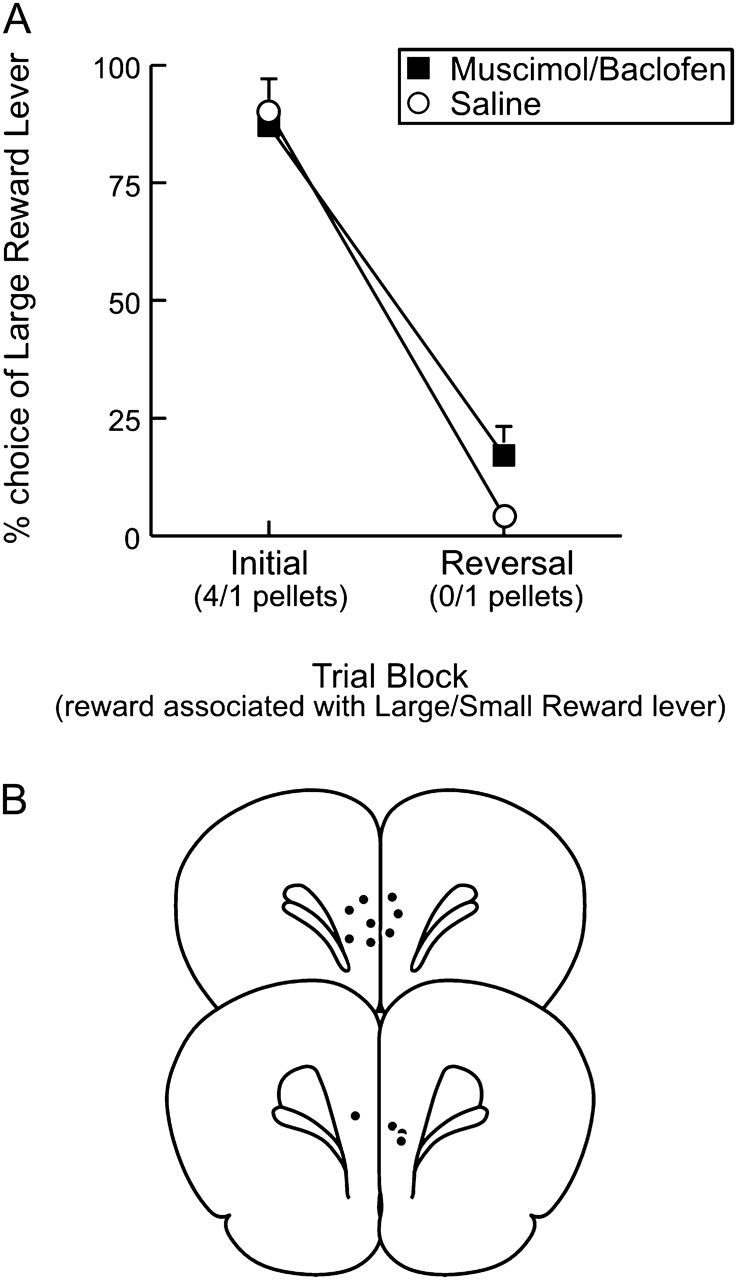 A
% choice of Large Reward Lever
100
75
50
25
0
Muscimol/Baclofen
Saline
Initial
(4/1 pellets)
Reversal
(0/1 pellets)
Trial Block
(reward associated with Large/Small Reward lever)
B